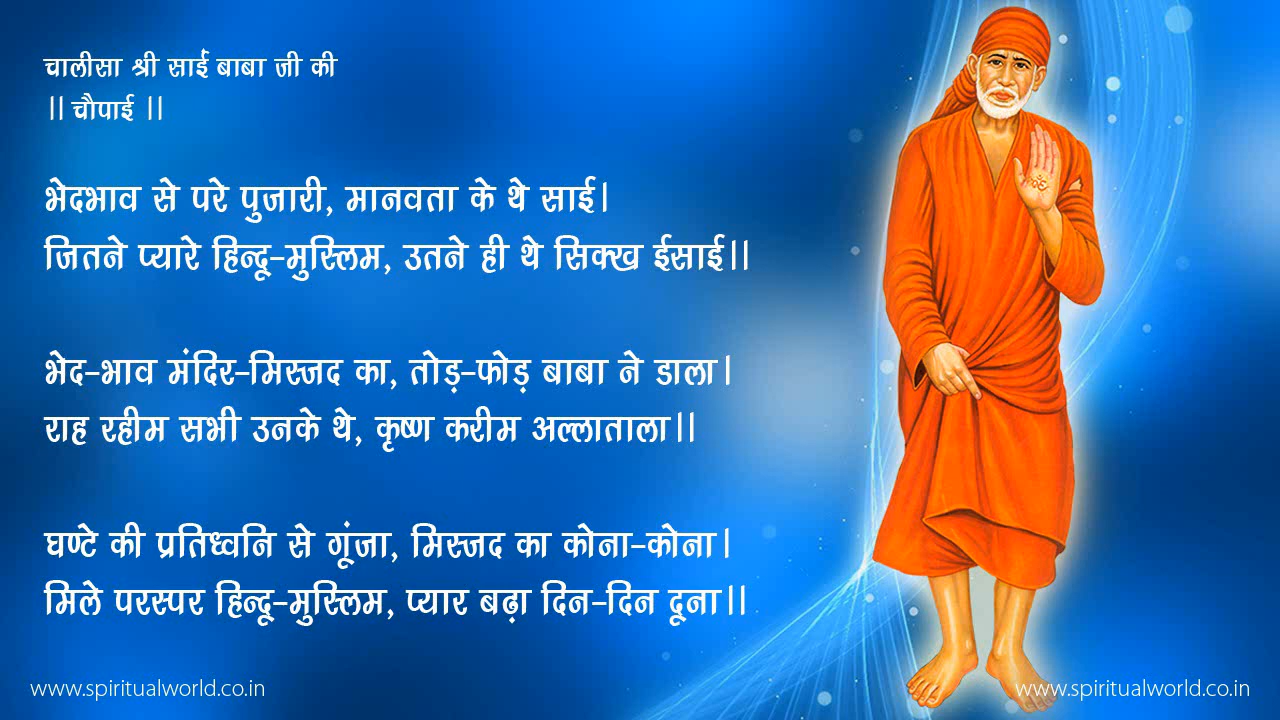 चालीसा श्री साईं बाबा जी की
|| चौपाई ||
भेदभाव से परे पुजारी, मानवता के थे साई।
जितने प्यारे हिन्दू-मुस्लिम, उतने ही थे सिक्ख ईसाई।।
भेद-भाव मंदिर-मिस्जद का, तोड़-फोड़ बाबा ने डाला।
राह रहीम सभी उनके थे, कृष्ण करीम अल्लाताला।।
घण्टे की प्रतिध्वनि से गूंजा, मिस्जद का कोना-कोना।
मिले परस्पर हिन्दू-मुस्लिम, प्यार बढ़ा दिन-दिन दूना।।
www.spiritualworld.co.in
www.spiritualworld.co.in